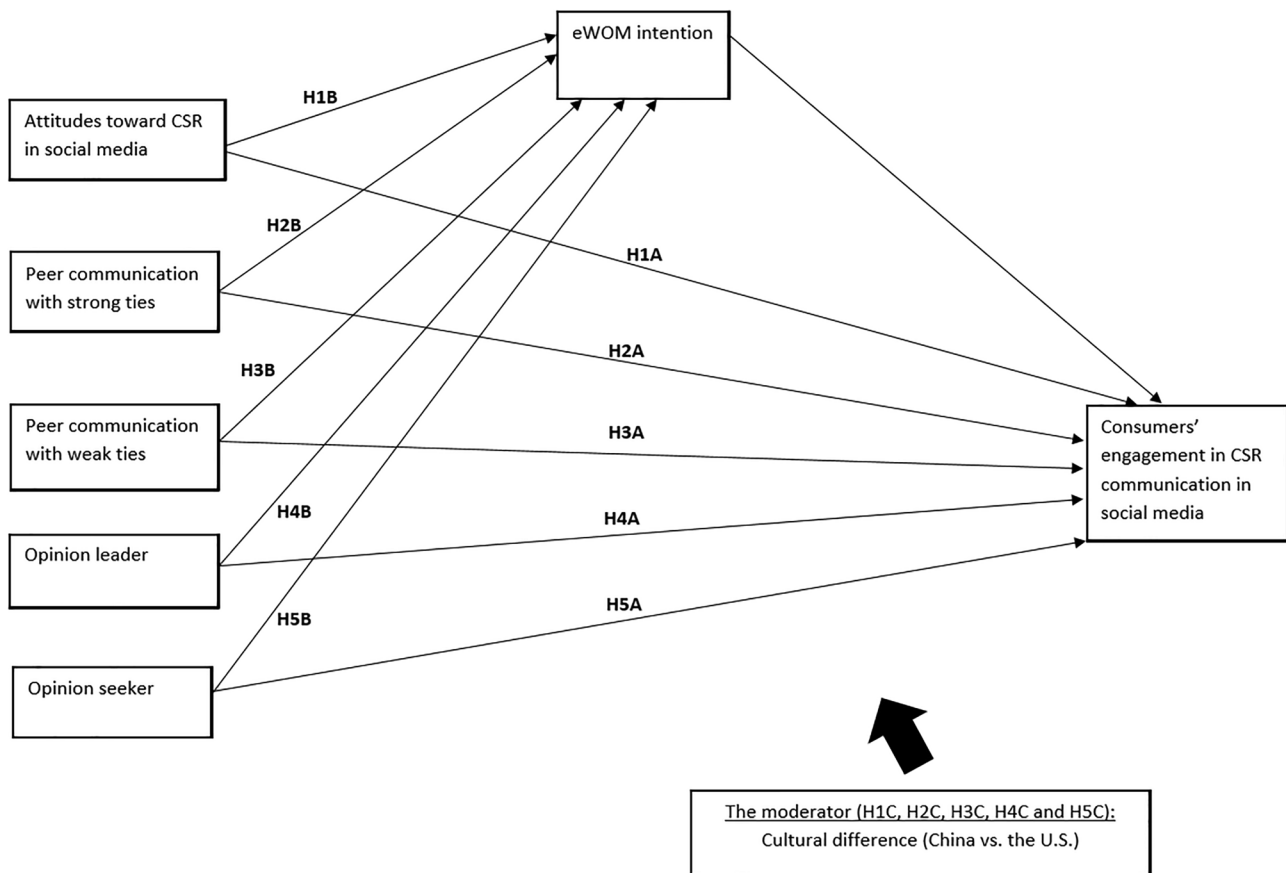 eWOM intention
H1B
Attitudes toward CSR
in social media
H2B
H1A
Peer communication
with strong ties
H2A
H3B
Peer communication
with weak ties
H3A
Consumers’
engagement in CSR
communication in
social media
H4B
H4A
Opinion leader
H5B
H5A
Opinion seeker
The moderator (H1C, H2C, H3C, H4C and H5C):
Cultural difference (China vs. the U.S.)